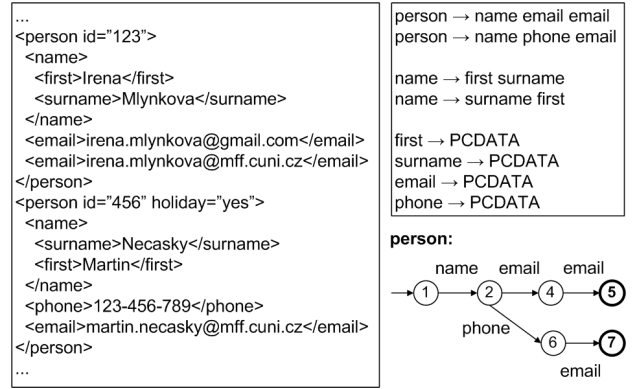 ...
<person id=”123”>
<name>
<first>Irena</first>
<surname>Mlynkova</surname>
</name>
<email>irena.mlynkova@gmail.com</email>
<email>irena.mlynkova@mff.cuni.cz</email>
</person>
<person id=”456” holiday=”yes”>
<name>
<surname>Necasky</surname>
<first>Martin</first>
</name>
<phone>123-456-789</phone>
<email>martin.necasky@mff.cuni.cz</email>
</person>
...
person → name email email
person → name phone email
name → first surname
name → surname first
first → PCDATA
surname → PCDATA
email → PCDATA
phone → PCDATA
person:
name email email
1 2 4 5
phone
6 7
email